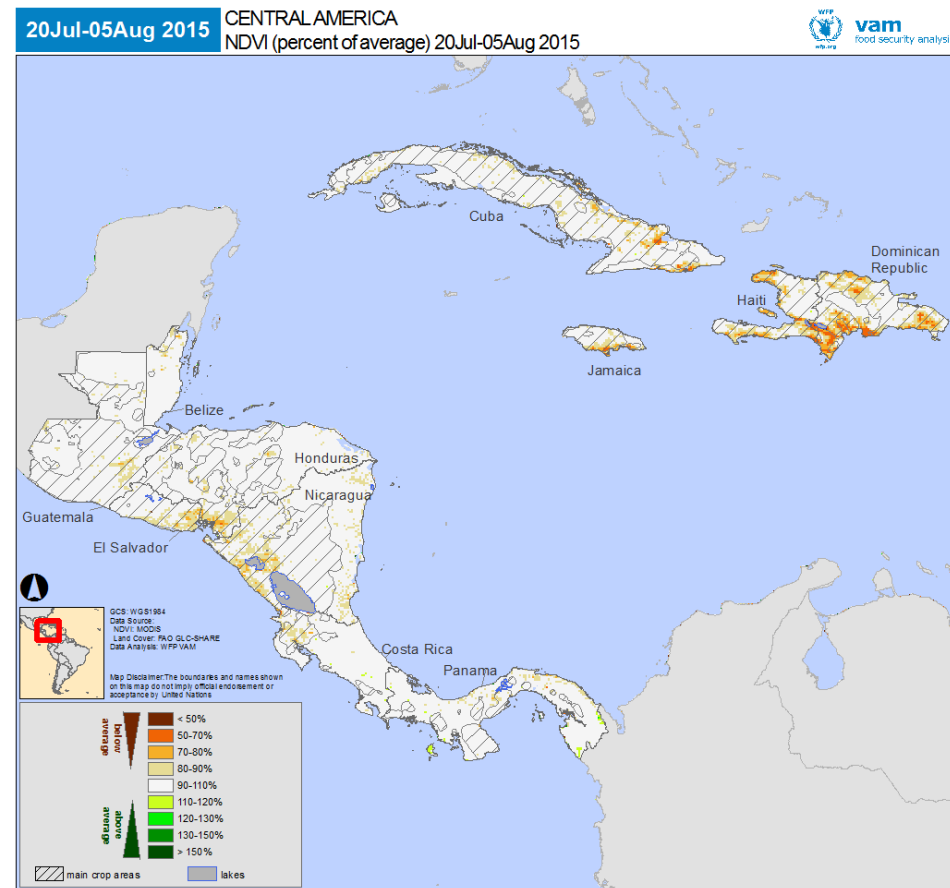 20Jul-05Aug 2015
CENTRAL AMERICA
NDVI (percent of average) 20Jul-05Aug 2015
WFP
wfp.org
vam
food security analysis
Cuba
Dominican
Republic
Haiti
Jamaica
Belize
Honduras
Nicaragua
Guatemala
El Salvador
Costa Rica
Panama
GCS: WGS1984
Data Source:
NDVI: MODIS
Land Cover: FAO GLC-SHARE
Data Analysis: WFP VAM
Map Disclaimer:The boundaries and names shown
on this map do not imply official endorsement or
acceptance by United Nations
below
average
< 50%
50-70%
70-80%
80-90%
90-110%
110-120%
120-130%
130-150%
> 150%
above
average
main crop areas
lakes